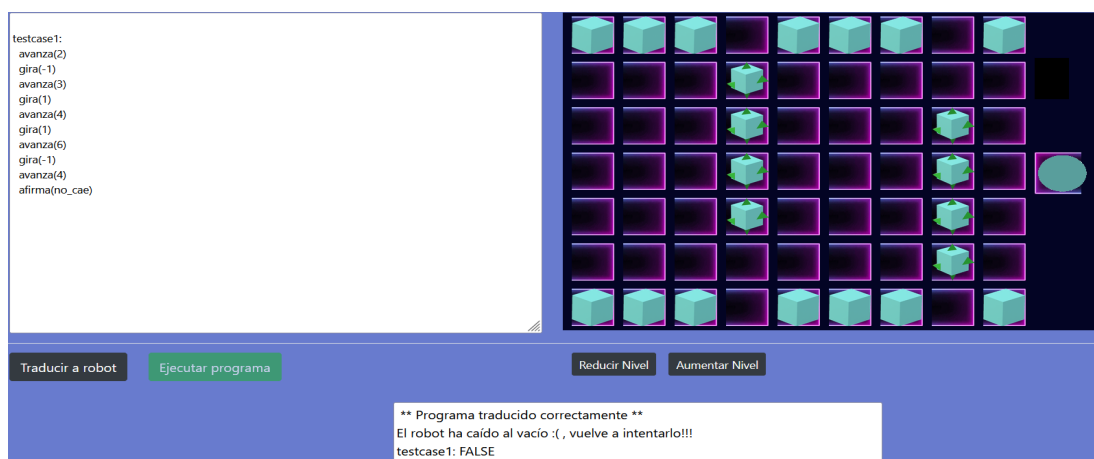 testcase1:
avanza(2)
gira(-1)
avanza(3)
gira(1)
avanza(4)
gira(1)
avanza(6)
gira(-1)
avanza(4)
afirma(no_cae)
Traducir a robot
Ejecutar programa
Reducir Nivel
Aumentar Nivel
** Programa traducido correctamente **
El robot ha caído al vacío :( , vuelve a intentarlo!!!
testcase1: FALSE